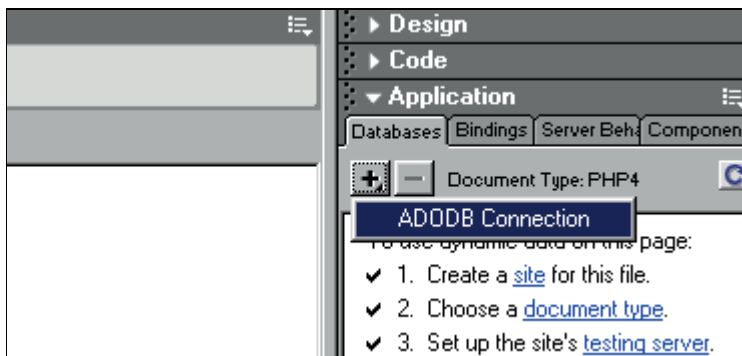 Design
Code
Application
Databases Bindings Server Beh Componen
Document Type: PHP4
ADODB Connection
To use dynamic data on this page:
1. Create a site for this file.
2. Choose a document type.
3. Set up the site's testing server.